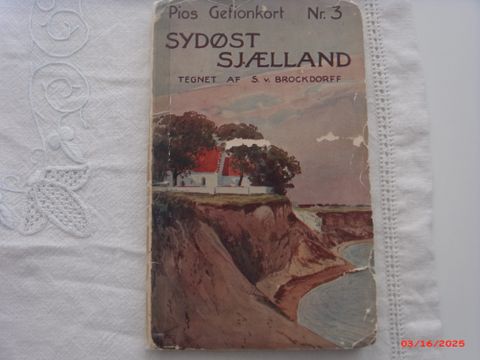 Pios Gefionkort Nr. 3
SYDØST
SJÆLLAND
TEGNET AF S. v. BROCKDORFF
03/16/2025